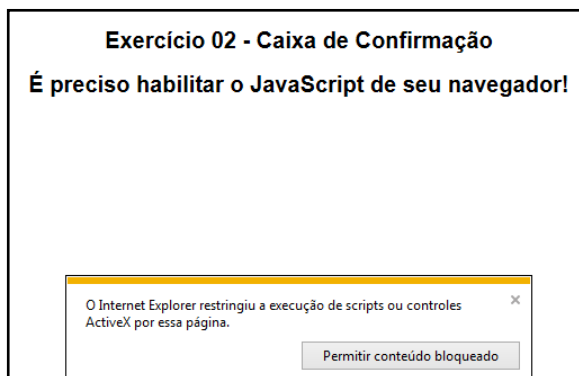 Exercício 02 - Caixa de Confirmação
É preciso habilitar o JavaScript de seu navegador!
O Internet Explorer restringiu a execução de scripts ou controles
ActiveX por essa página.
Permitir conteúdo bloqueado